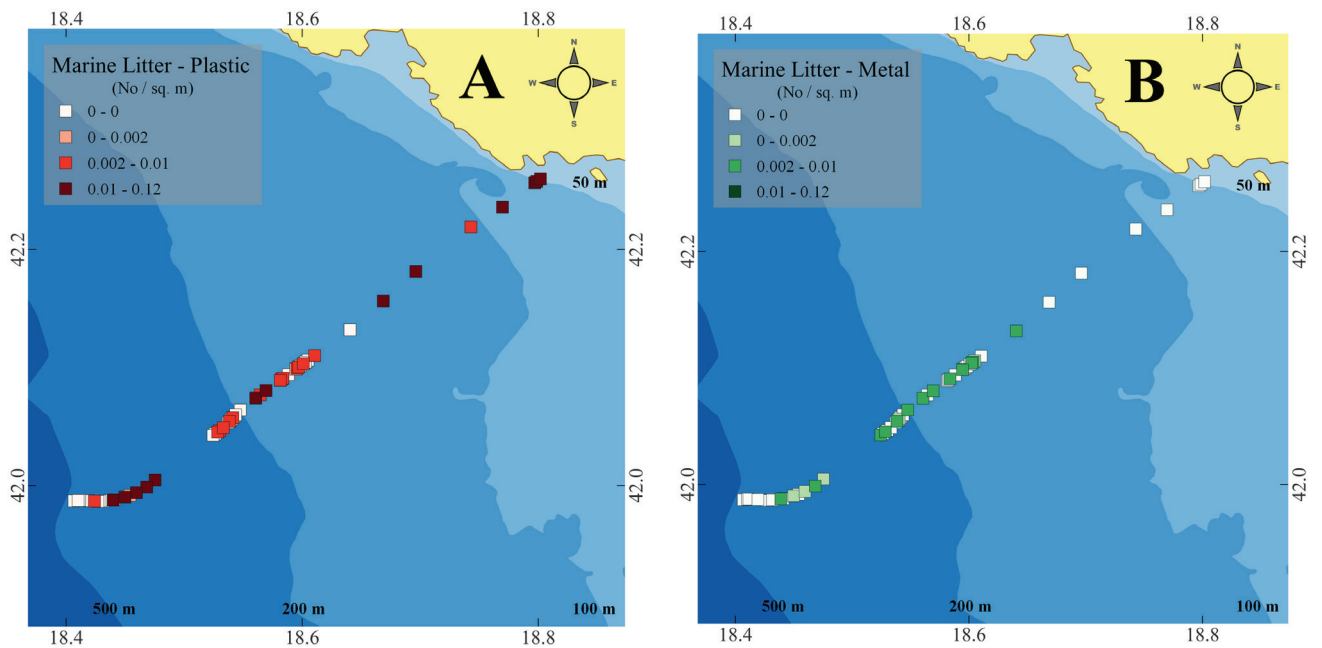 18.4 18.6 18.8
Marine Litter - Plastic
(No / sq. m)
0 - 0
0 - 0.002
0.002 - 0.01
0.01 - 0.12
A
N
W E
S
50 m
42.2 42.2
42.0 42.0
500 m 200 m 100 m
18.4 18.6 18.8
18.4 18.6 18.8
Marine Litter - Metal
(No / sq. m)
0 - 0
0 - 0.002
0.002 - 0.01
0.01 - 0.12
B
N
W E
S
50 m
42.2 42.2
42.0 42.0
500 m 200 m 100 m
18.4 18.6 18.8